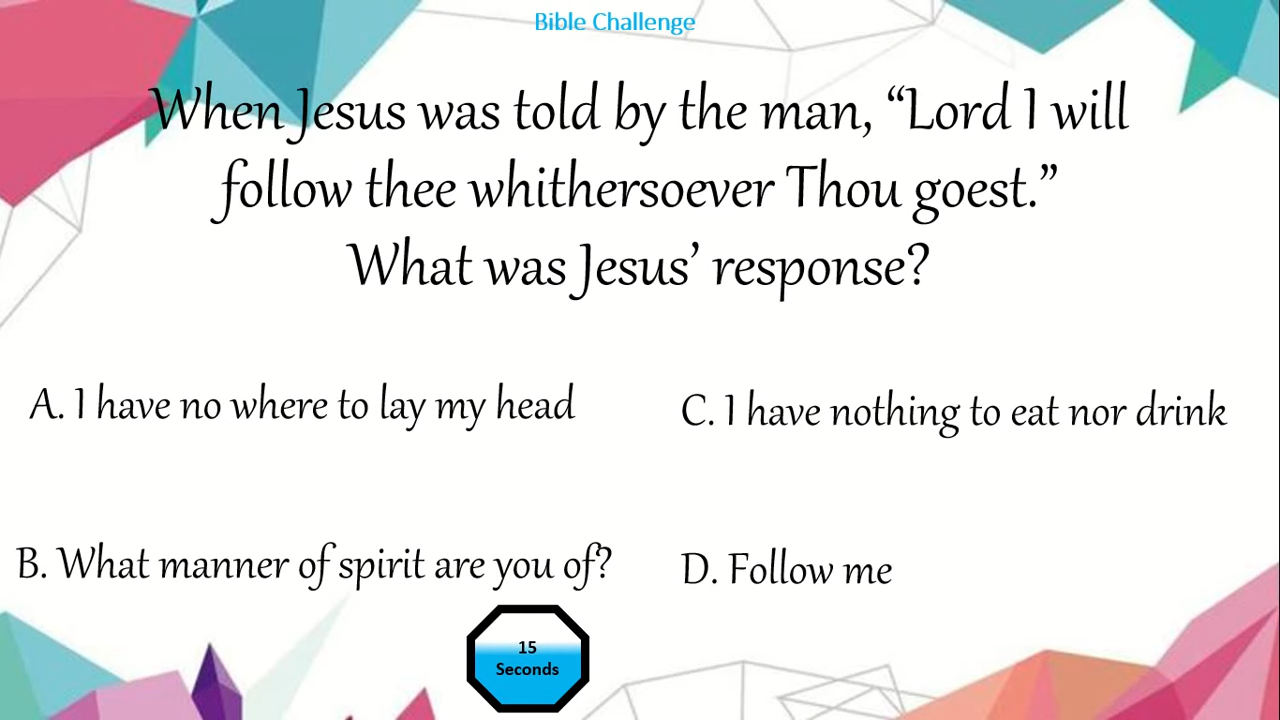 Bible Challenge
When Jesus was told by the man, “Lord I will
follow thee whithersoever Thou goest.”
What was Jesus’ response?
A. I have no where to lay my head
C. I have nothing to eat nor drink
B. What manner of spirit are you of?
D. Follow me
15
Seconds